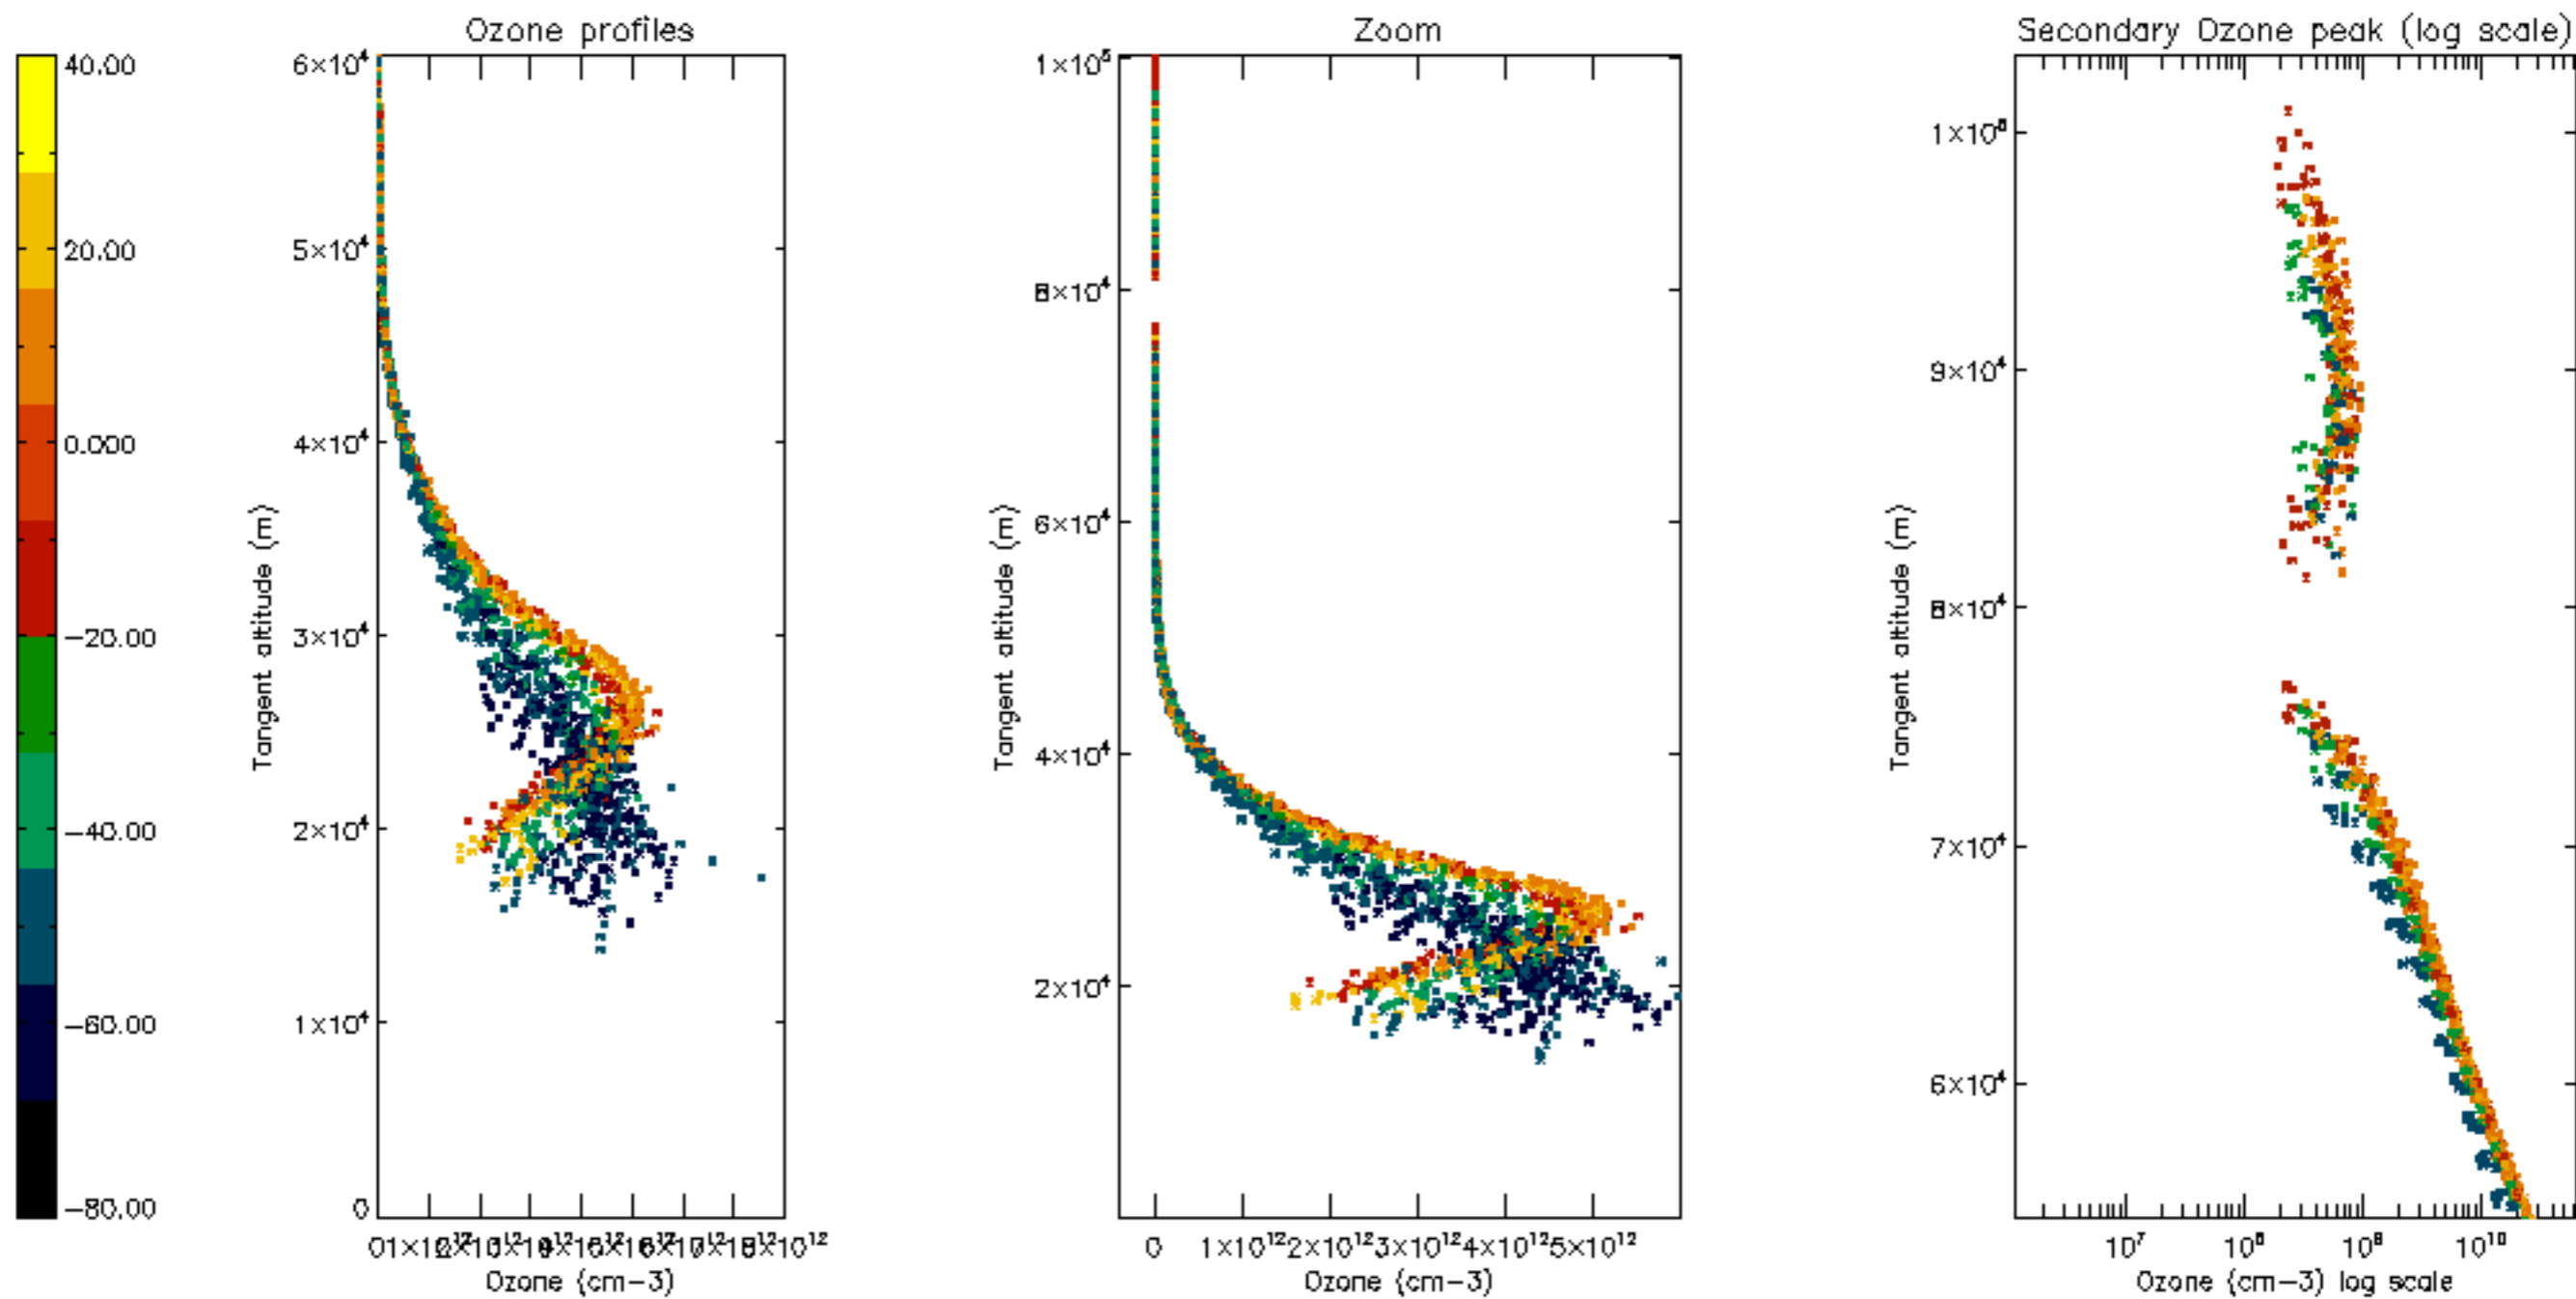 Ozone profiles
Zoom
Secondary Ozone peak (log scale)
40.00
20.00
0.000
−20.00
−40.00
−60.00
−80.00
6×10⁴
5×10⁴
4×10⁴
3×10⁴
2×10⁴
1×10⁴
0
Tangent altitude (m)
Ozone (cm−3)
1×10⁵
8×10⁴
6×10⁴
4×10⁴
2×10⁴
Tangent altitude (m)
0 1×10¹² 2×10¹² 3×10¹² 4×10¹² 5×10¹²
Ozone (cm−3)
9×10⁴
8×10⁴
7×10⁴
6×10⁴
Tangent altitude (m)
10⁷ 10⁸ 10⁹ 10¹⁰
Ozone (cm−3) log scale